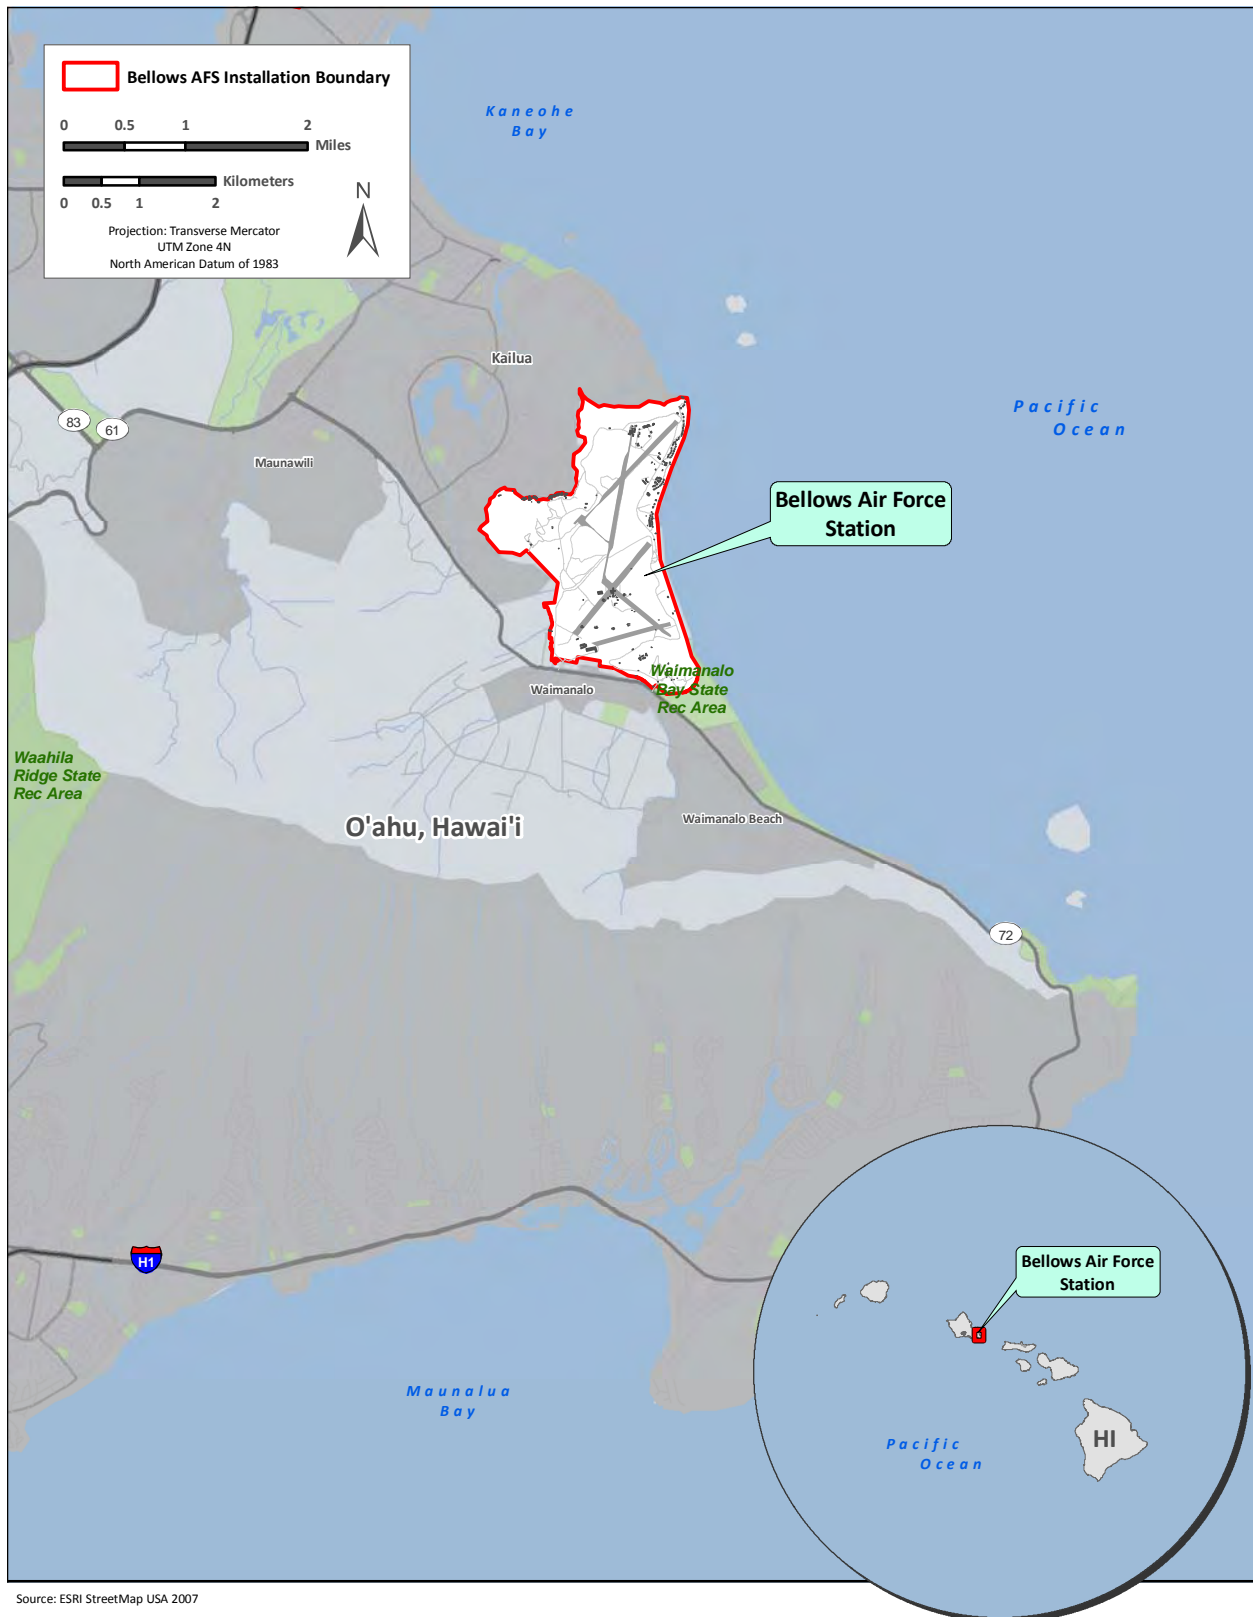 Bellows AFS Installation Boundary
0 0.5 1 2
Miles
Kilometers
0 0.5 1 2
N
Projection: Transverse Mercator
UTM Zone 4N
North American Datum of 1983
Kaneohe
Bay
Kailua
Pacific
Ocean
83
61
Maunawili
Bellows Air Force
Station
Waimanalo
Bay State
Rec Area
Waimanalo
Waahila
Ridge State
Rec Area
O'ahu, Hawai'i
Waimanalo Beach
72
H1
Bellows Air Force
Station
Maunalua
Bay
HI
Pacific
Ocean
Source: ESRI StreetMap USA 2007